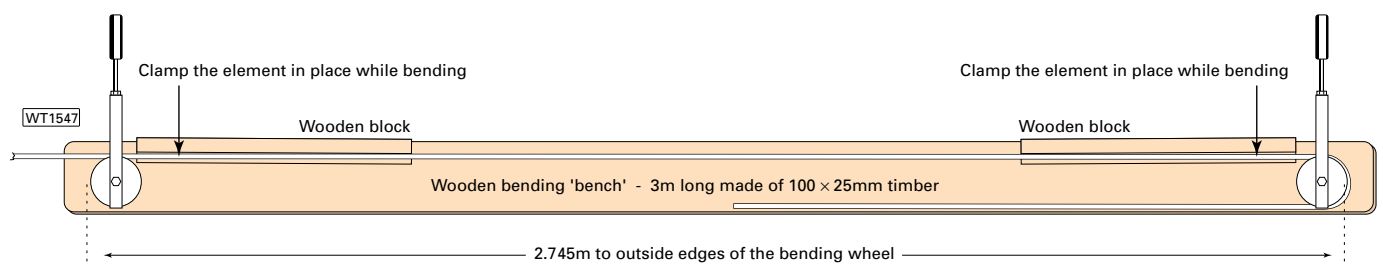 Clamp the element in place while bending
Clamp the element in place while bending
WT1547
Wooden block
Wooden block
Wooden bending 'bench' - 3m long made of 100 × 25mm timber
2.745m to outside edges of the bending wheel